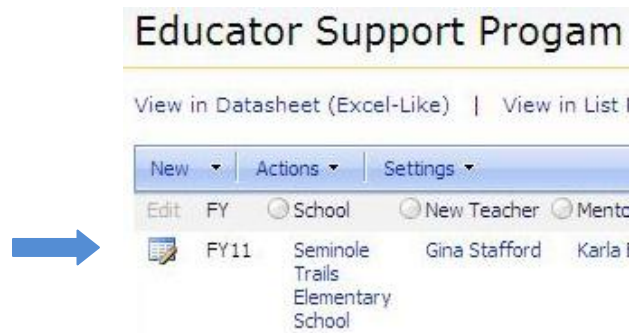 Educator Support Progam
View in Datasheet (Excel-Like) | View in List
New Actions Settings
Edit FY School New Teacher
FY11 Seminole Gina Stafford Karla
Trails
Elementary
School